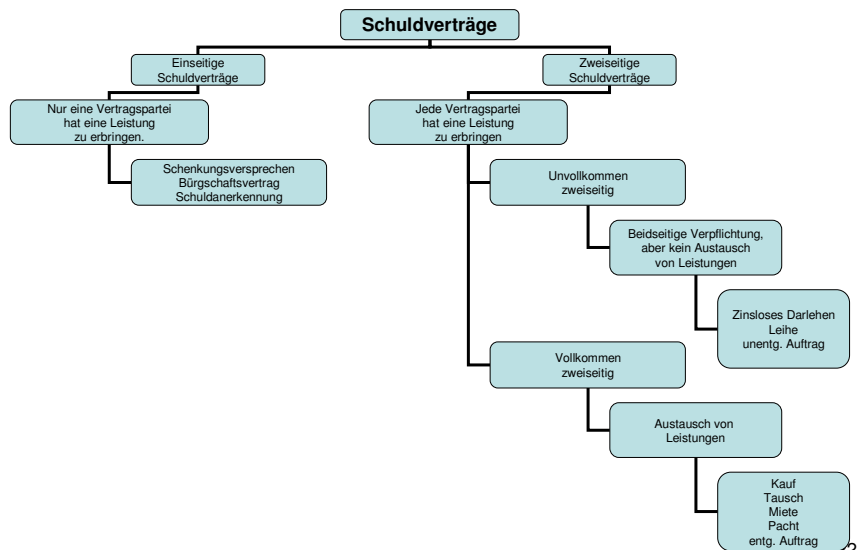 Schuldverträge
Einseitige
Schuldverträge
Nur eine Vertragspartei
hat eine Leistung
zu erbringen.
Schenkungsversprechen
Bürgschaftsvertrag
Schuldanerkennung
Zweiseitige
Schuldverträge
Jede Vertragspartei
hat eine Leistung
zu erbringen
Unvollkommen
zweiseitig
Beidseitige Verpflichtung,
aber kein Austausch
von Leistungen
Zinsloses Darlehen
Leihe
unentg. Auftrag
Vollkommen
zweiseitig
Austausch von
Leistungen
Kauf
Tausch
Miete
Pacht
entg. Auftrag